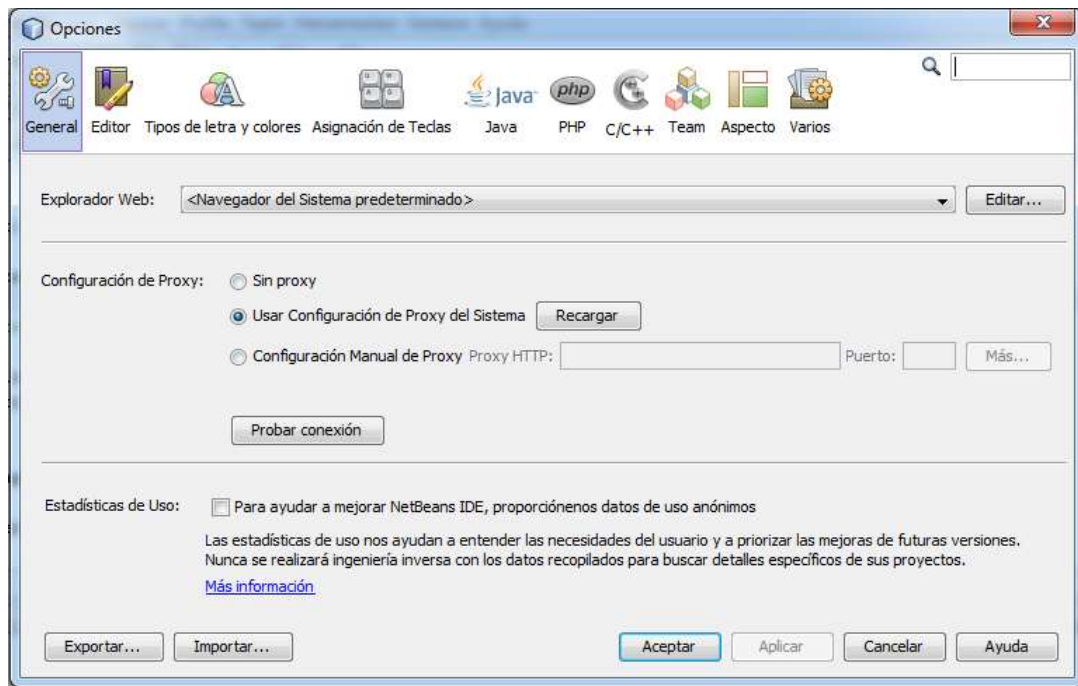 Opciones
General Editor Tipos de letra y colores Asignación de Teclas Java PHP C/C++ Team Aspecto Varios
Explorador Web: <Navegador del Sistema predeterminado> Editar...
Configuración de Proxy: Sin proxy
Usar Configuración de Proxy del Sistema Recargar
Configuración Manual de Proxy Proxy HTTP: Puerto: Más...
Probar conexión
Estadísticas de Uso: Para ayudar a mejorar NetBeans IDE, proporciónenos datos de uso anónimos
Las estadísticas de uso nos ayudan a entender las necesidades del usuario y a priorizar las mejoras de futuras versiones.
Nunca se realizará ingeniería inversa con los datos recopilados para buscar detalles específicos de sus proyectos.
Más información
Exportar... Importar... Aceptar Aplicar Cancelar Ayuda